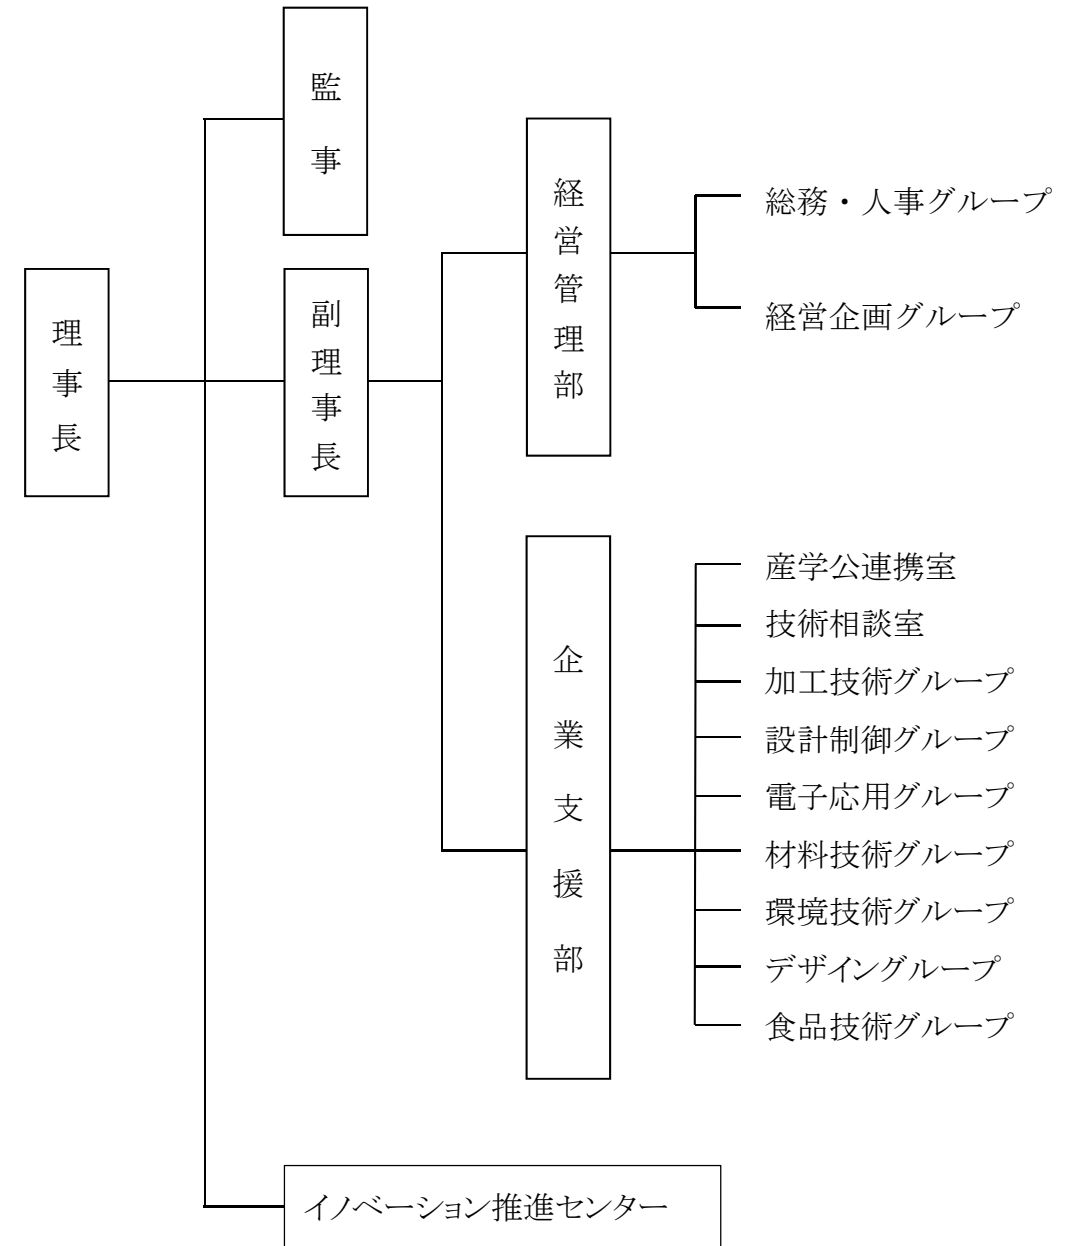 監事
理事長
副理事長
経営管理部
総務・人事グループ
経営企画グループ
企業支援部
産学公連携室
技術相談室
加工技術グループ
設計制御グループ
電子応用グループ
材料技術グループ
環境技術グループ
デザイングループ
食品技術グループ
イノベーション推進センター